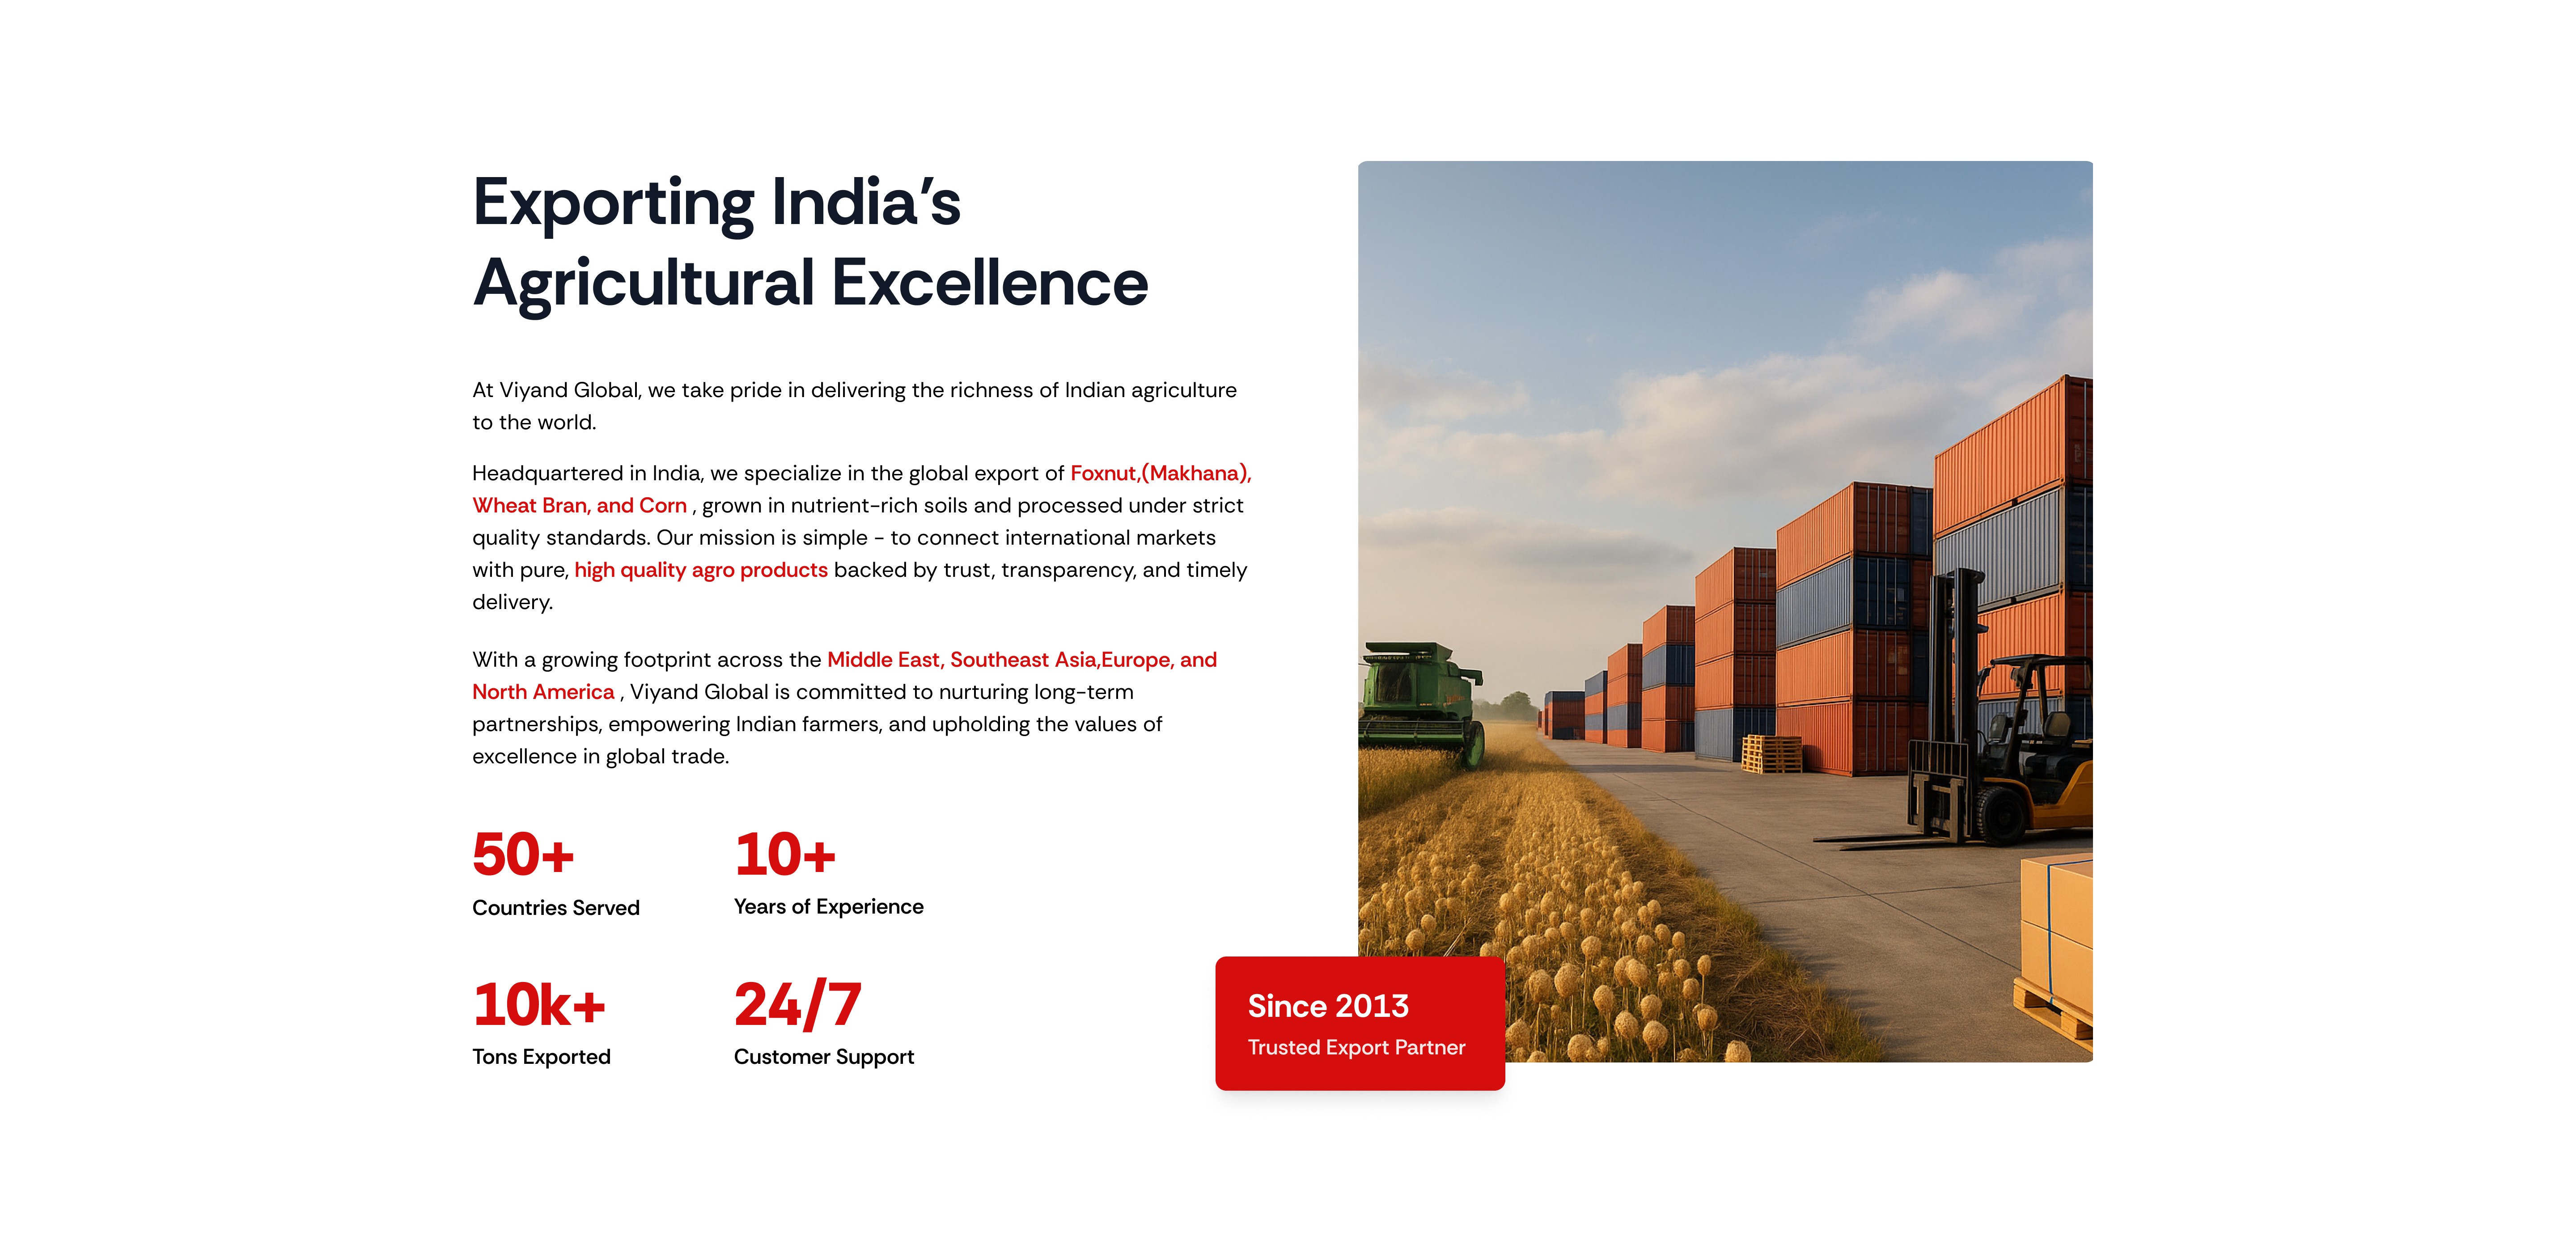 Exporting India’s
Agricultural Excellence
At Viyand Global, we take pride in delivering the richness of Indian agriculture
to the world.
Headquartered in India, we specialize in the global export of Foxnut,(Makhana),
Wheat Bran, and Corn , grown in nutrient-rich soils and processed under strict
quality standards. Our mission is simple - to connect international markets
with pure, high quality agro products backed by trust, transparency, and timely
delivery.
With a growing footprint across the Middle East, Southeast Asia,Europe, and
North America , Viyand Global is committed to nurturing long-term
partnerships, empowering Indian farmers, and upholding the values of
excellence in global trade.
50+
Countries Served
10+
Years of Experience
10k+
Tons Exported
24/7
Customer Support
Since 2013
Trusted Export Partner